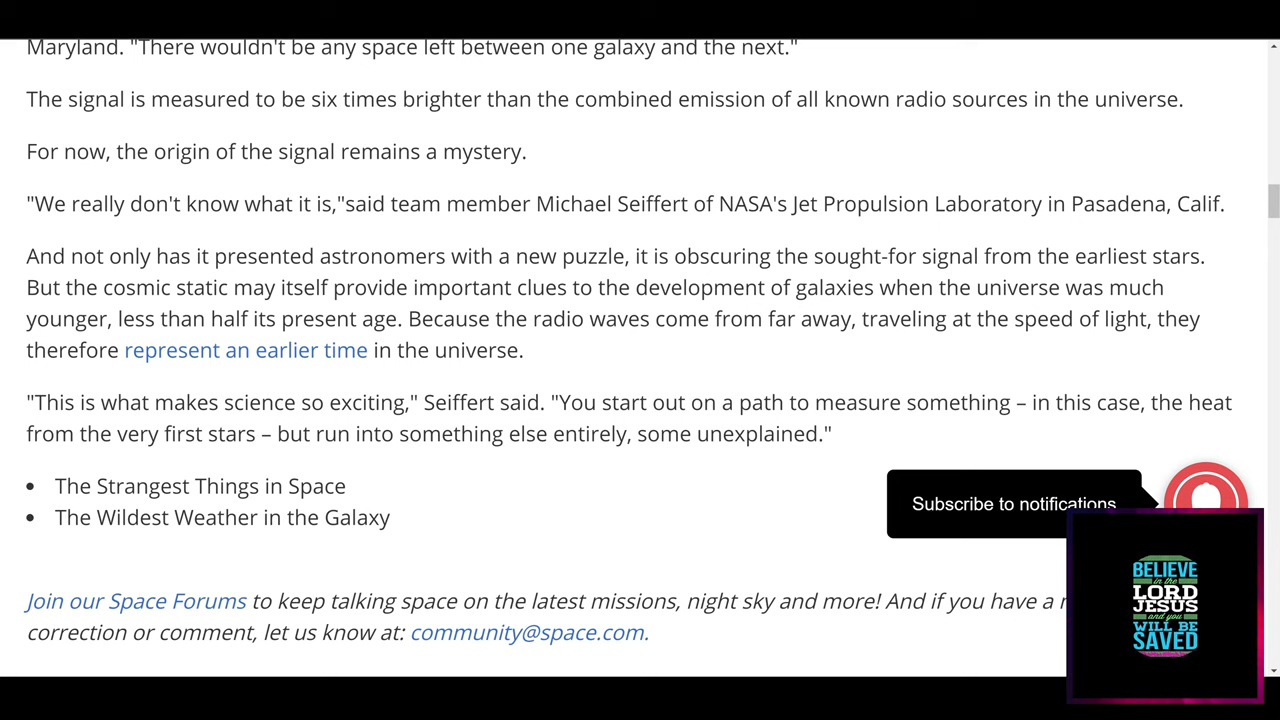 Maryland. "There wouldn't be any space left between one galaxy and the next."
The signal is measured to be six times brighter than the combined emission of all known radio sources in the universe.
For now, the origin of the signal remains a mystery.
"We really don't know what it is,"said team member Michael Seiffert of NASA's Jet Propulsion Laboratory in Pasadena, Calif.
And not only has it presented astronomers with a new puzzle, it is obscuring the sought-for signal from the earliest stars.
But the cosmic static may itself provide important clues to the development of galaxies when the universe was much
younger, less than half its present age. Because the radio waves come from far away, traveling at the speed of light, they
therefore represent an earlier time in the universe.
"This is what makes science so exciting," Seiffert said. "You start out on a path to measure something – in this case, the heat
from the very first stars – but run into something else entirely, some unexplained."
• The Strangest Things in Space
• The Wildest Weather in the Galaxy
Subscribe to notifications
Join our Space Forums to keep talking space on the latest missions, night sky and more! And if you have a
correction or comment, let us know at: community@space.com.
BELIEVE
in the
LORD
JESUS
and you
WILL BE
SAVED